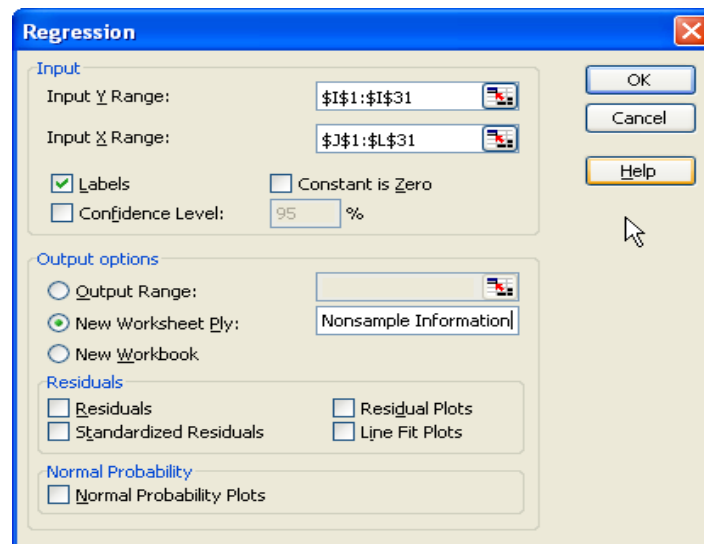 Regression
Input
Input Y Range: $I$1:$I$31
Input X Range: $J$1:$L$31
Labels Constant is Zero
Confidence Level: 95 %
OK
Cancel
Help
Output options
Output Range:
New Worksheet Ply: Nonsample Information
New Workbook
Residuals
Residuals Residual Plots
Standardized Residuals Line Fit Plots
Normal Probability
Normal Probability Plots